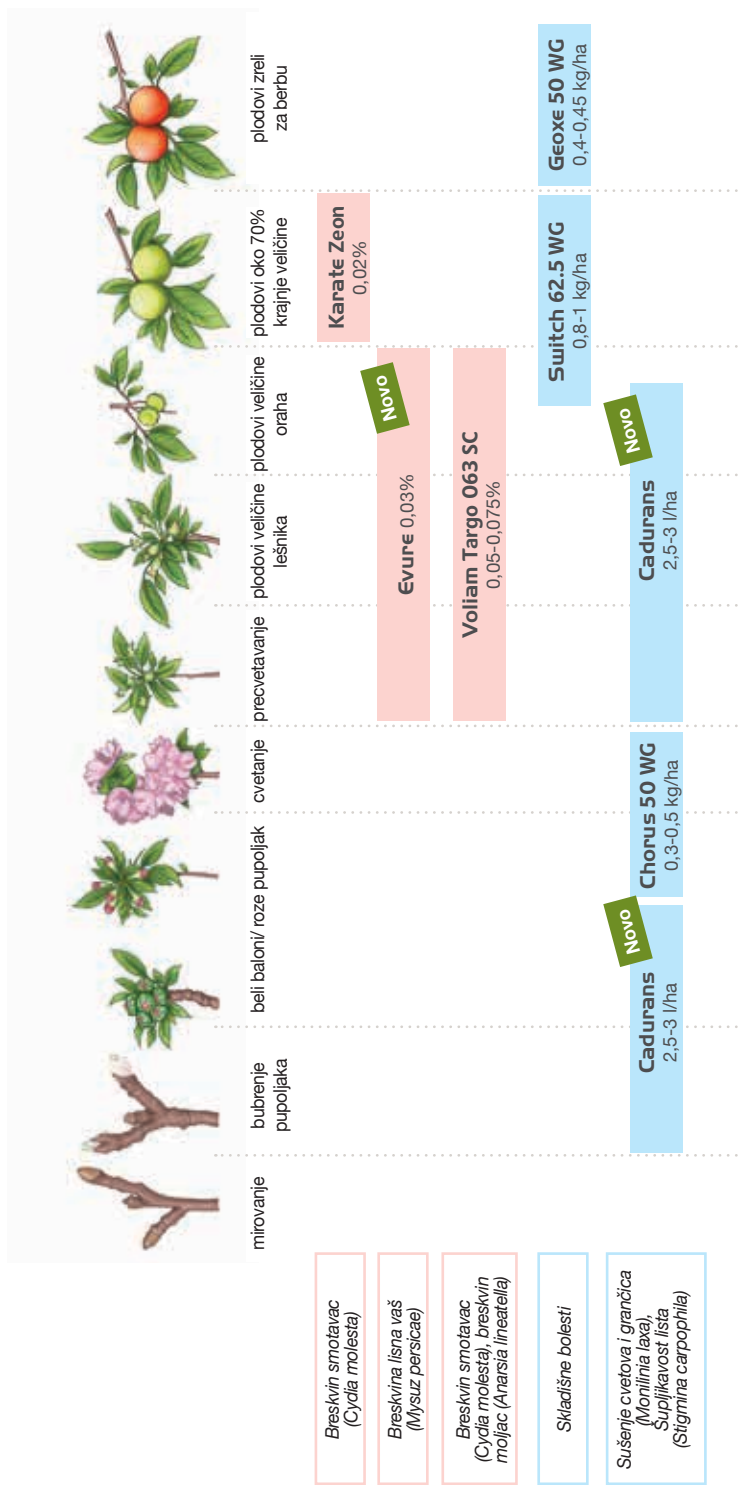 mirovanje
bubrenje
pupoljaka
beli baloni/ roze pupoljak
cvetanje
precvetavanje
plodovi veličine
lešnika
plodovi veličine
oraha
plodovi oko 70%
krajnje veličine
plodovi zreli
za berbu
Breskvin smotavac
(Cydia molesta)
Karate Zeon
0,02%
Breskvina lisna vaš
(Mysuz persicae)
Evure 0,03%
Novo
Breskvin smotavac
(Cydia molesta), breskvin
moljac (Anarsia lineatella)
Voliam Targo 063 SC
0,05-0,075%
Skladišne bolesti
Switch 62.5 WG
0,8-1 kg/ha
Geoxe 50 WG
0,4-0,45 kg/ha
Sušenje cvetova i grančica
(Monilinia laxa),
Šupljikavost lista
(Stigmina carpophila)
Cadurans
2,5-3 l/ha
Novo
Chorus 50 WG
0,3-0,5 kg/ha
Cadurans
2,5-3 l/ha
Novo